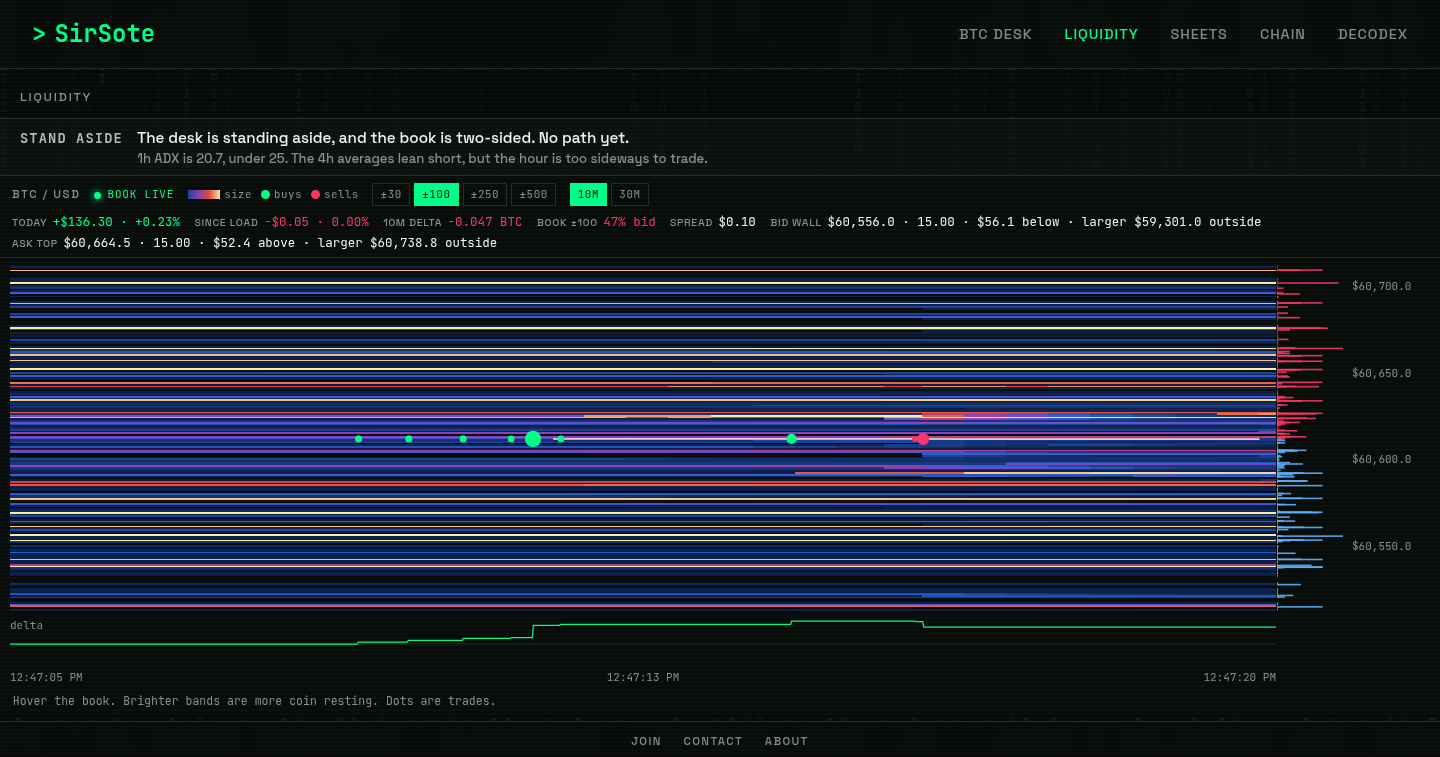 > SirSote
BTC DESK LIQUIDITY SHEETS CHAIN DECODEX
LIQUIDITY
STAND ASIDE The desk is standing aside, and the book is two-sided. No path yet.
1h ADX is 20.7, under 25. The 4h averages lean short, but the hour is too sideways to trade.
BTC / USD BOOK LIVE size buys sells ±30 ±100 ±250 ±500 10M 30M
TODAY +$136.30 · +0.23% SINCE LOAD -$0.05 · 0.00% 10M DELTA -0.047 BTC BOOK ±100 47% bid SPREAD $0.10 BID WALL $60,556.0 · 15.00 · $56.1 below · larger $59,301.0 outside
ASK TOP $60,664.5 · 15.00 · $52.4 above · larger $60,738.8 outside
$60,700.0
$60,650.0
$60,600.0
$60,550.0
delta
12:47:05 PM 12:47:13 PM 12:47:20 PM
Hover the book. Brighter bands are more coin resting. Dots are trades.
JOIN CONTACT ABOUT